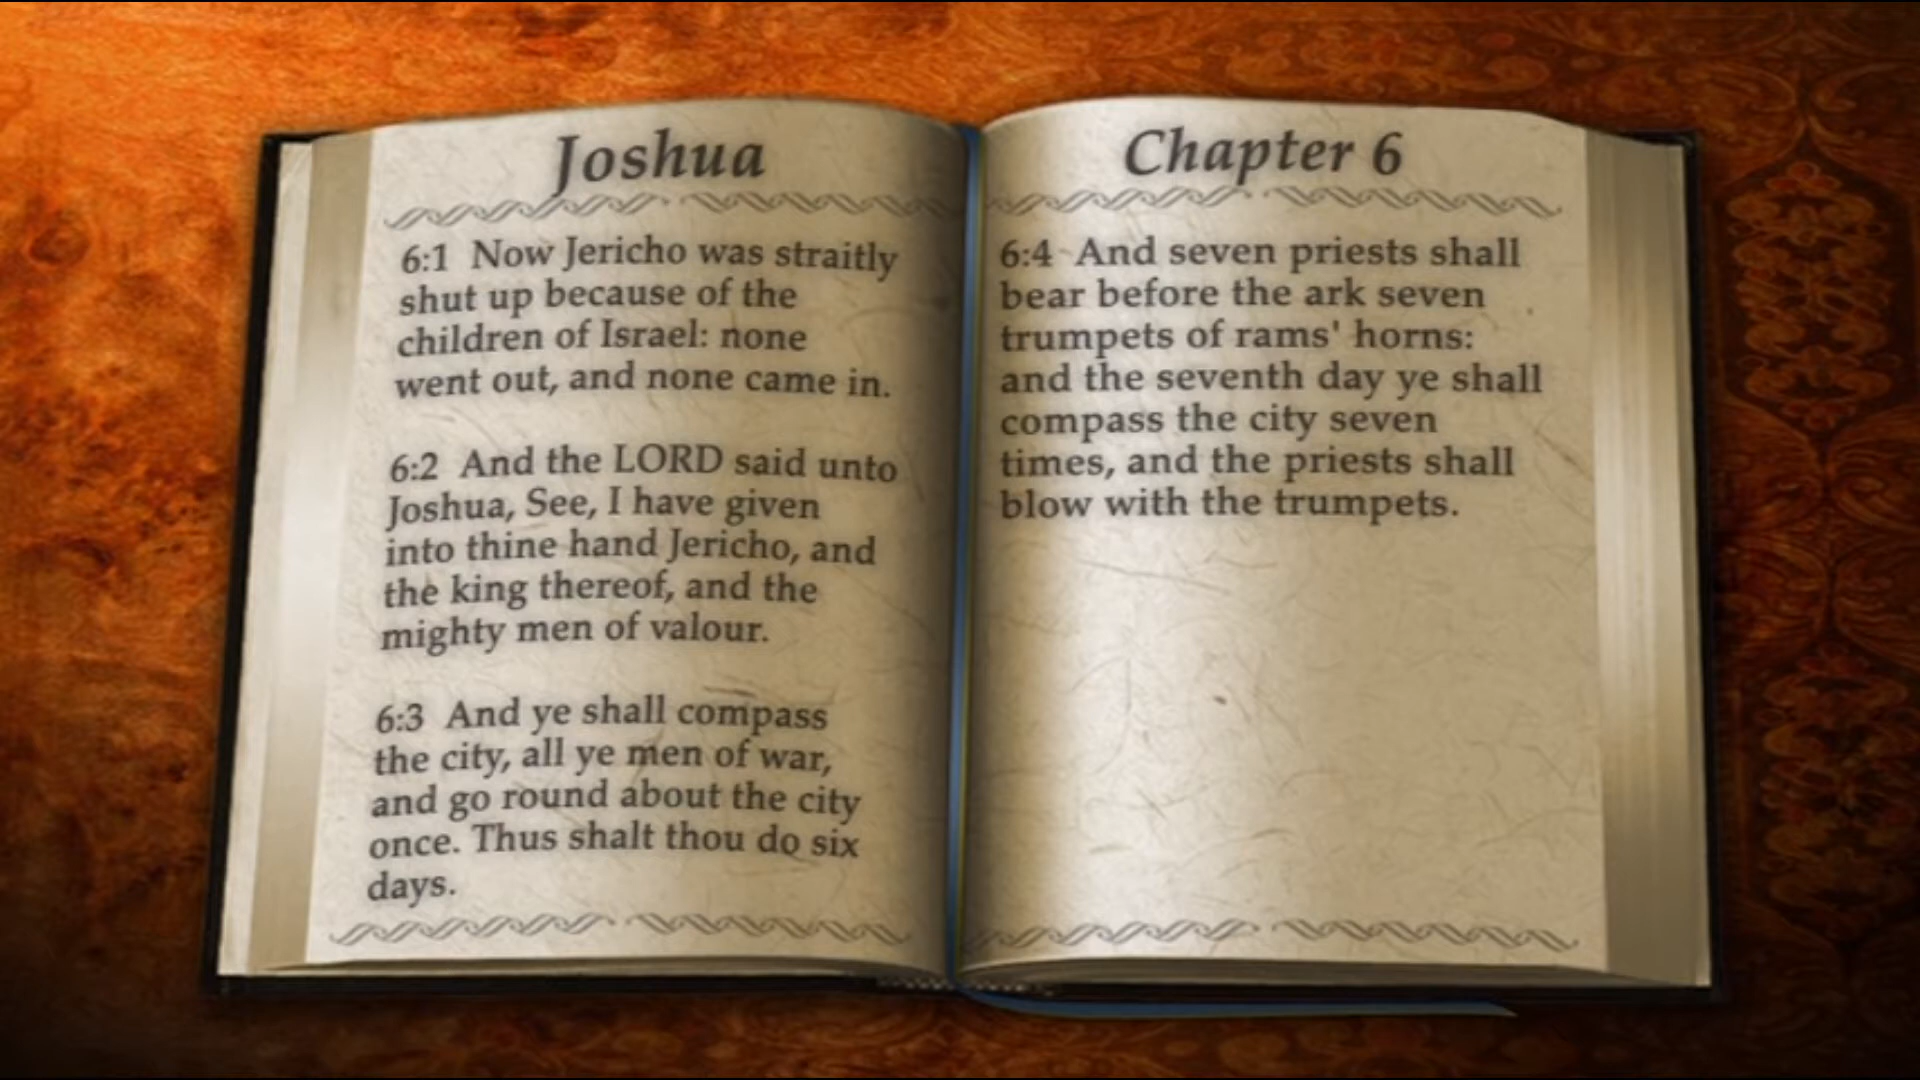 Joshua
6:1 Now Jericho was straitly
shut up because of the
children of Israel: none
went out, and none came in.
6:2 And the LORD said unto
Joshua, See, I have given
into thine hand Jericho, and
the king thereof, and the
mighty men of valour.
6:3 And ye shall compass
the city, all ye men of war,
and go round about the city
once. Thus shalt thou do six
days.
Chapter 6
6:4 And seven priests shall
bear before the ark seven
trumpets of rams' horns:
and the seventh day ye shall
compass the city seven
times, and the priests shall
blow with the trumpets.